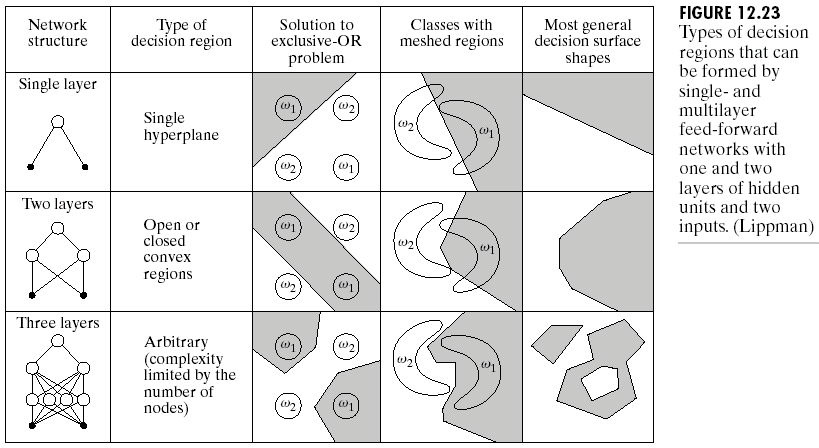 Network
structure
Type of
decision region
Solution to
exclusive-OR
problem
Classes with
meshed regions
Most general
decision surface
shapes
Single layer
Single
hyperplane
ω1 ω2
ω2 ω1
ω2 ω1
Two layers
Open or
closed
convex
regions
ω1 ω2
ω2 ω1
ω2 ω1
Three layers
Arbitrary
(complexity
limited by the
number of
nodes)
ω1 ω2
ω2 ω1
ω2 ω1
FIGURE 12.23
Types of decision
regions that can
be formed by
single- and
multilayer
feed-forward
networks with
one and two
layers of hidden
units and two
inputs. (Lippman)